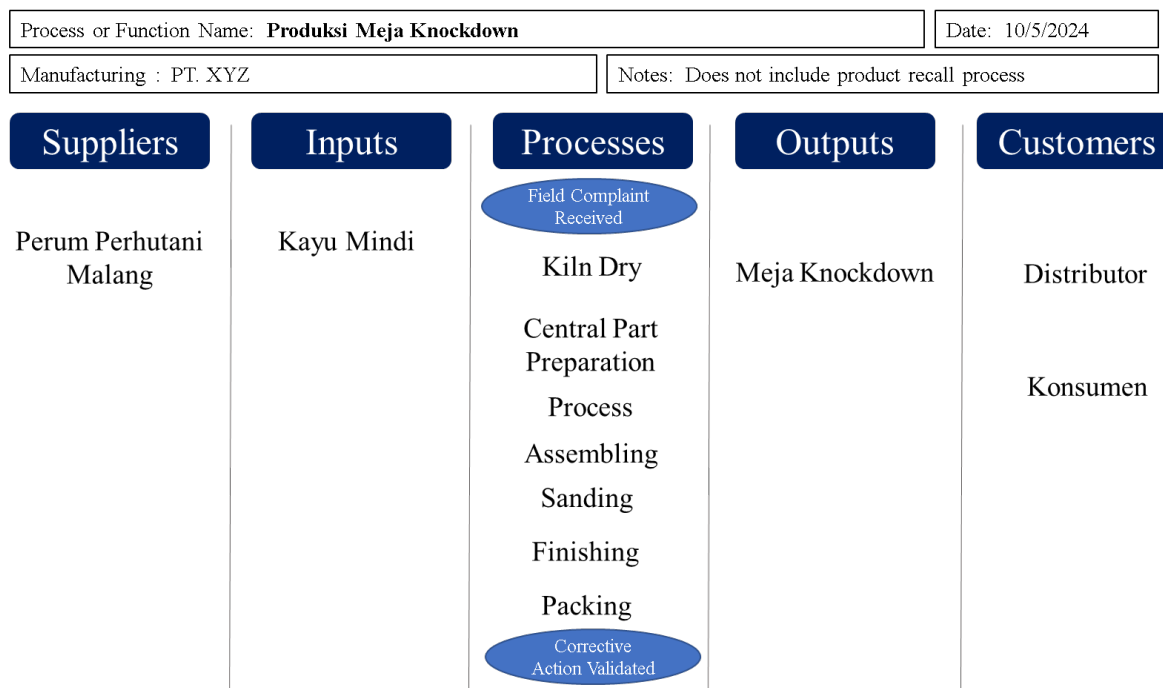 Process or Function Name: Produksi Meja Knockdown
Date: 10/5/2024
Manufacturing : PT. XYZ
Notes: Does not include product recall process
Suppliers
Inputs
Processes
Outputs
Customers
Perum Perhutani
Malang
Kayu Mindi
Field Complaint
Received
Kiln Dry
Central Part
Preparation
Process
Assembling
Sanding
Finishing
Packing
Corrective
Action Validated
Meja Knockdown
Distributor
Konsumen